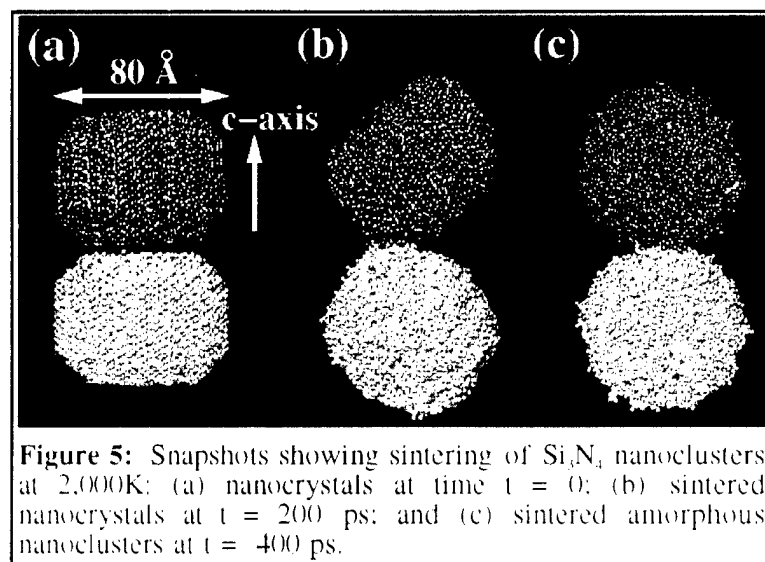 (a) (b) (c)
80 Å
c-axis
Figure 5: Snapshots showing sintering of Si₃N₄ nanoclusters
at 2,000K: (a) nanocrystals at time t = 0; (b) sintered
nanocrystals at t = 200 ps; and (c) sintered amorphous
nanoclusters at t = 400 ps.